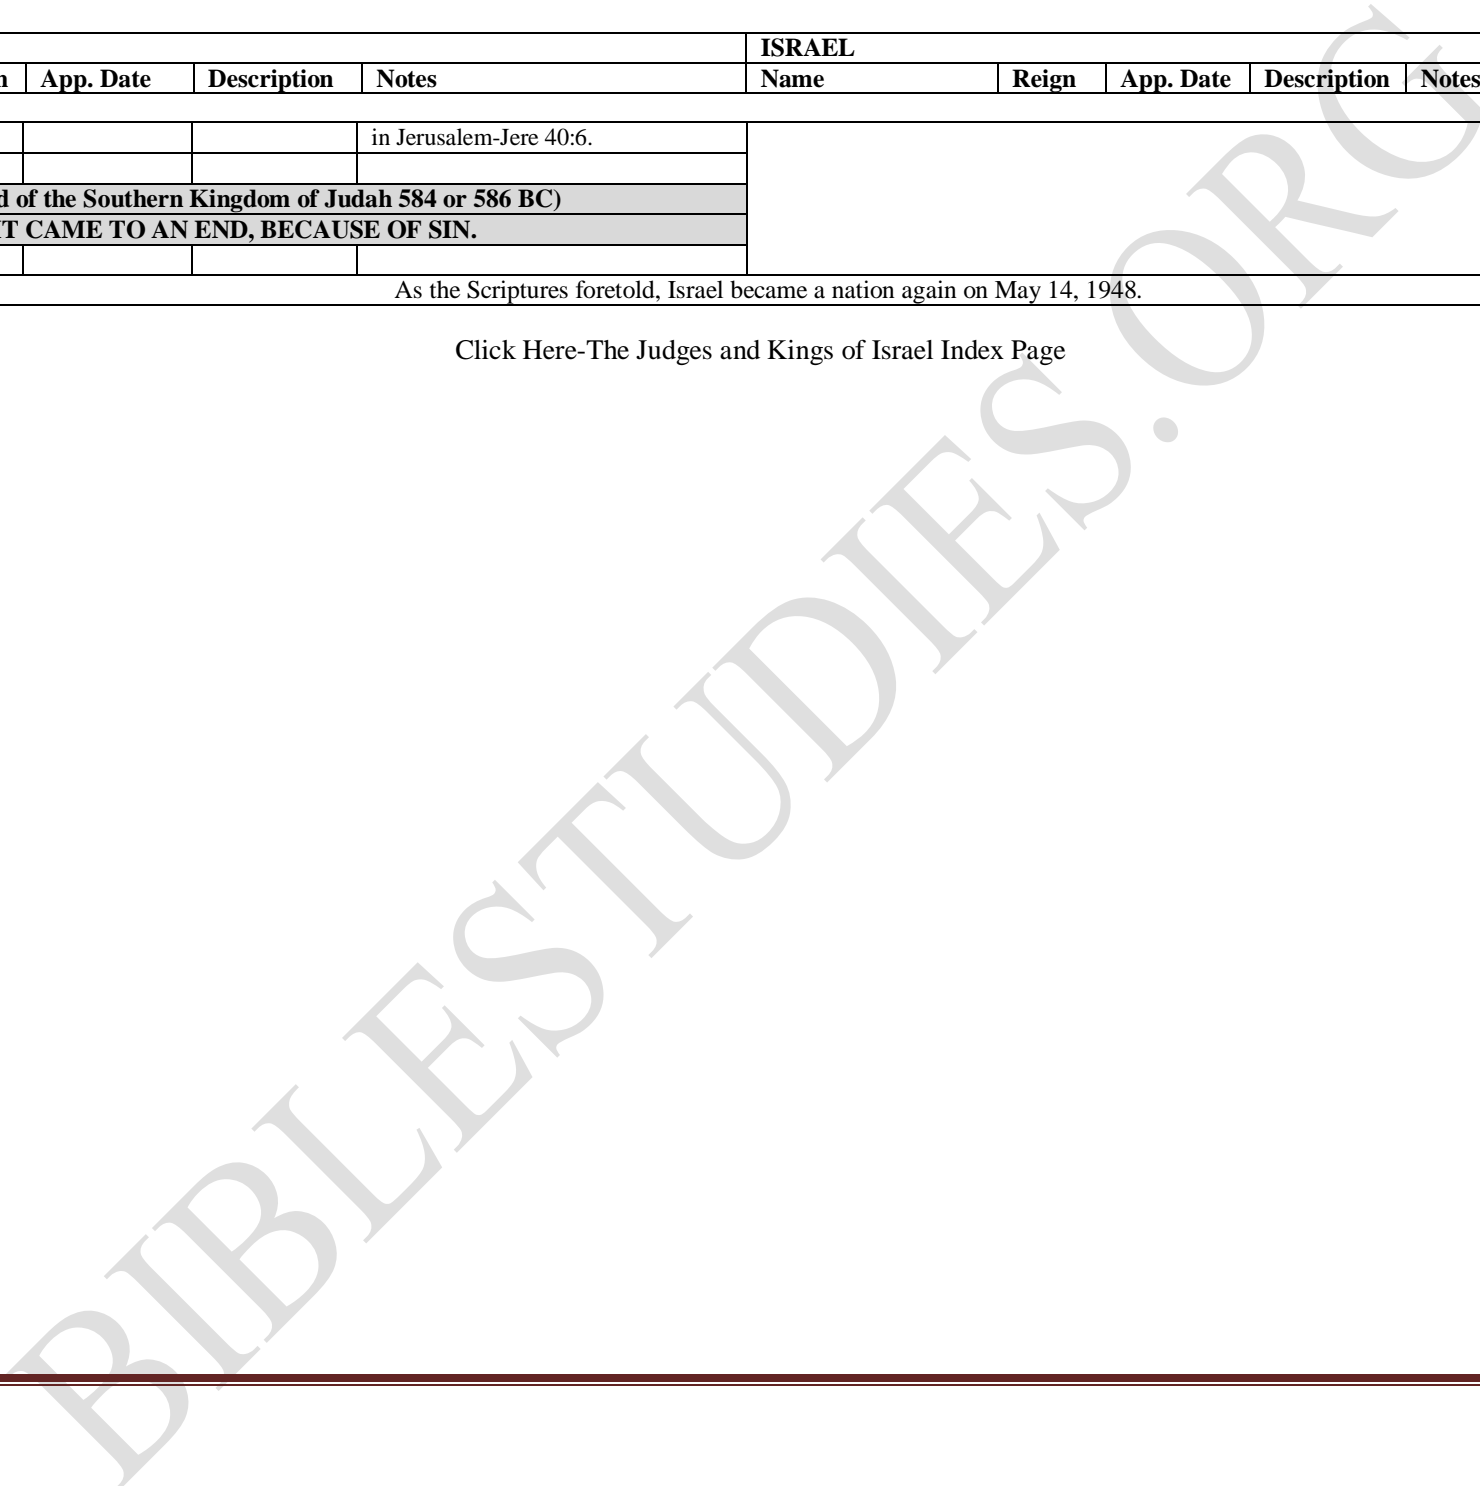 ISRAEL
App. Date Description Notes Name Reign App. Date Description Notes
in Jerusalem-Jere 40:6.
of the Southern Kingdom of Judah 584 or 586 BC)
CAME TO AN END, BECAUSE OF SIN.
As the Scriptures foretold, Israel became a nation again on May 14, 1948.
Click Here-The Judges and Kings of Israel Index Page
BIBLESTUDIES.ORG